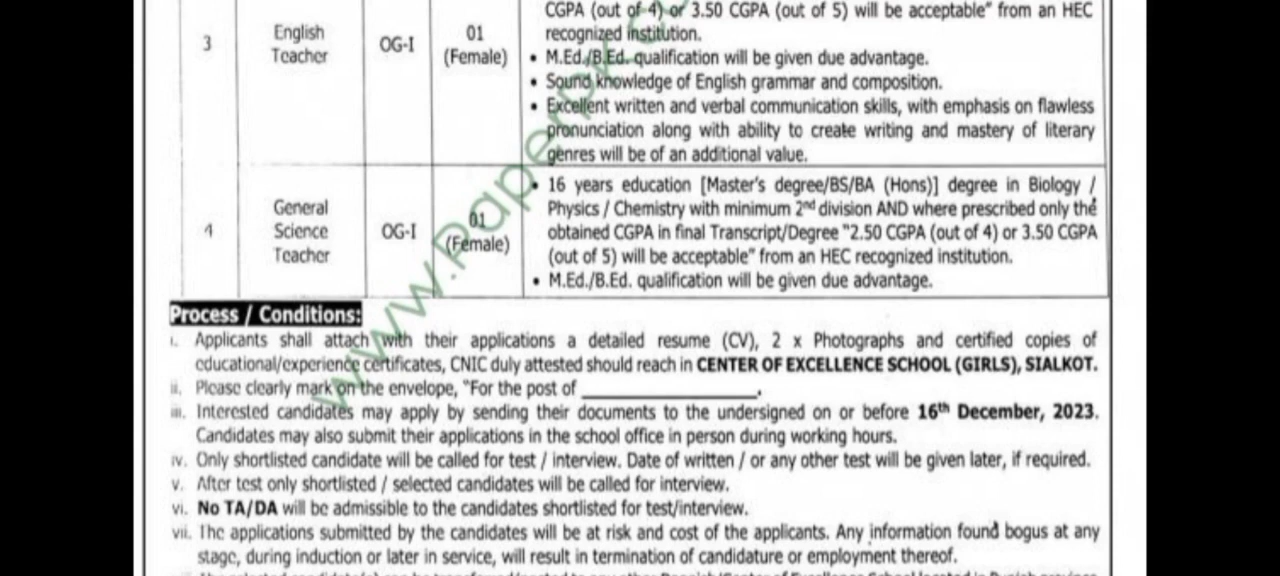 CGPA (out of 4) or 3.50 CGPA (out of 5) will be acceptable" from an HEC
recognized institution.
3
English
Teacher
OG-I
01
(Female)
• M.Ed./B.Ed. qualification will be given due advantage.
• Sound knowledge of English grammar and composition.
• Excellent written and verbal communication skills, with emphasis on flawless
pronunciation along with ability to create writing and mastery of literary
genres will be of an additional value.
4
General
Science
Teacher
OG-I
01
(Female)
• 16 years education [Master's degree/BS/BA (Hons)] degree in Biology /
Physics / Chemistry with minimum 2nd division AND where prescribed only the
obtained CGPA in final Transcript/Degree "2.50 CGPA (out of 4) or 3.50 CGPA
(out of 5) will be acceptable" from an HEC recognized institution.
• M.Ed./B.Ed. qualification will be given due advantage.
Process / Conditions:
i. Applicants shall attach with their applications a detailed resume (CV), 2 x Photographs and certified copies of
educational/experience certificates, CNIC duly attested should reach in CENTER OF EXCELLENCE SCHOOL (GIRLS), SIALKOT.
ii. Please clearly mark on the envelope, "For the post of ____________________.
iii. Interested candidates may apply by sending their documents to the undersigned on or before 16th December, 2023.
Candidates may also submit their applications in the school office in person during working hours.
iv. Only shortlisted candidate will be called for test / interview. Date of written / or any other test will be given later, if required.
v. After test only shortlisted / selected candidates will be called for interview.
vi. No TA/DA will be admissible to the candidates shortlisted for test/interview.
vii. The applications submitted by the candidates will be at risk and cost of the applicants. Any information found bogus at any
stage, during induction or later in service, will result in termination of candidature or employment thereof.